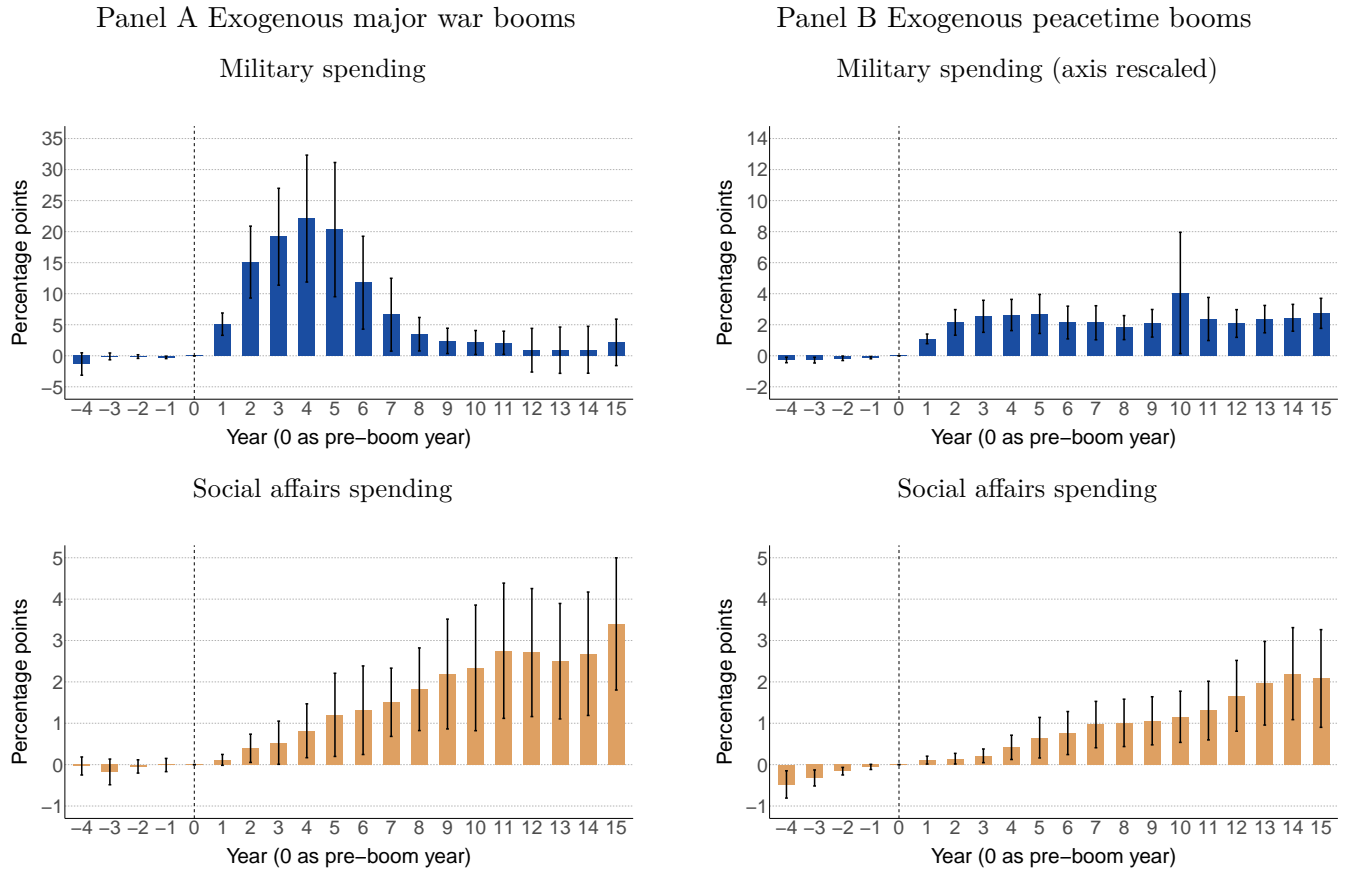 Panel A Exogenous major war booms
Military spending
35
30
25
20
15
10
5
0
−5
Percentage points
−4 −3 −2 −1 0 1 2 3 4 5 6 7 8 9 10 11 12 13 14 15
Year (0 as pre−boom year)
Panel B Exogenous peacetime booms
Military spending (axis rescaled)
14
12
10
8
6
4
2
0
−2
Percentage points
−4 −3 −2 −1 0 1 2 3 4 5 6 7 8 9 10 11 12 13 14 15
Year (0 as pre−boom year)
Social affairs spending
5
4
3
2
1
0
−1
Percentage points
−4 −3 −2 −1 0 1 2 3 4 5 6 7 8 9 10 11 12 13 14 15
Year (0 as pre−boom year)
Social affairs spending
5
4
3
2
1
0
−1
Percentage points
−4 −3 −2 −1 0 1 2 3 4 5 6 7 8 9 10 11 12 13 14 15
Year (0 as pre−boom year)